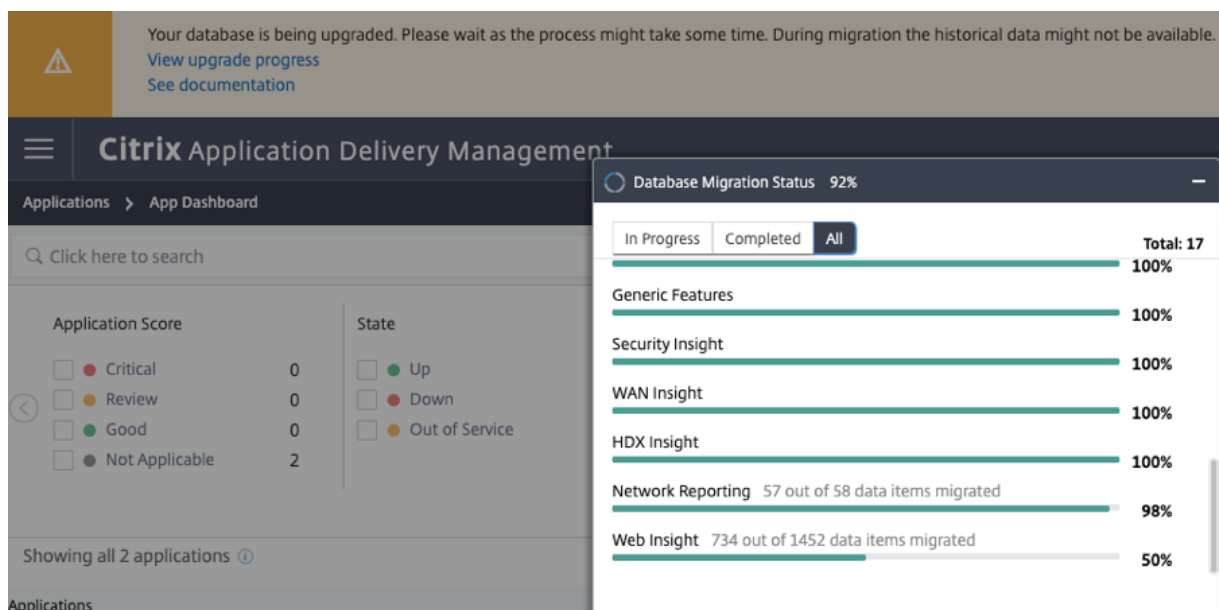 Your database is being upgraded. Please wait as the process might take some time. During migration the historical data might not be available.
View upgrade progress
See documentation
Citrix Application Delivery Management
Applications > App Dashboard
Click here to search
Application Score
Critical 0
Review 0
Good 0
Not Applicable 2
State
Up
Down
Out of Service
Showing all 2 applications
Applications
Database Migration Status 92%
In Progress Completed All Total: 17
100%
Generic Features
100%
Security Insight
100%
WAN Insight
100%
HDX Insight
100%
Network Reporting 57 out of 58 data items migrated
98%
Web Insight 734 out of 1452 data items migrated
50%